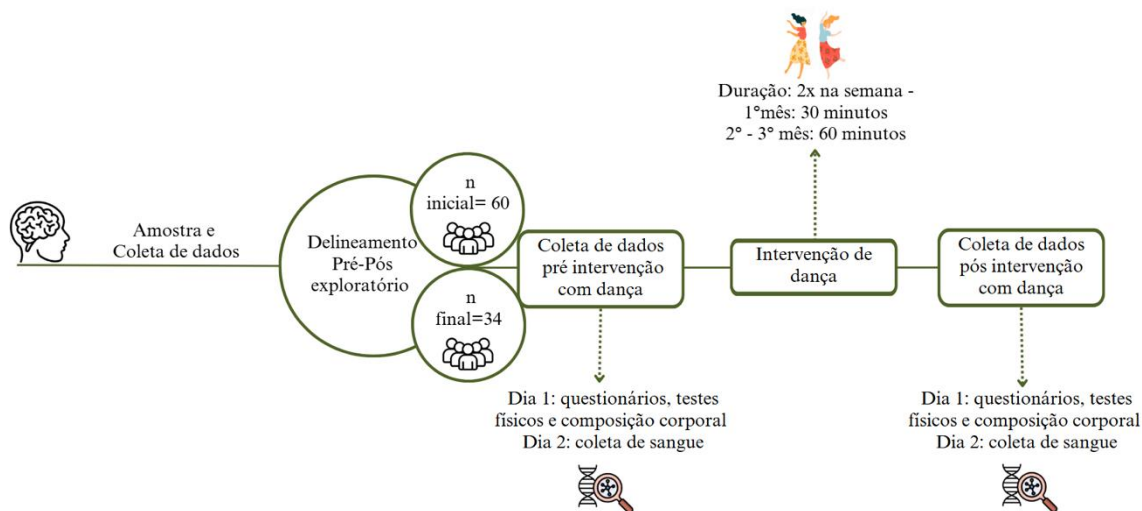 Amostra e
Coleta de dados
Delineamento
Pré-Pós
exploratório
n
inicial= 60
n
final=34
Coleta de dados
pré intervenção
com dança
Dia 1: questionários, testes
físicos e composição corporal
Dia 2: coleta de sangue
Duração: 2x na semana -
1°mês: 30 minutos
2° - 3° mês: 60 minutos
Intervenção de
dança
Coleta de dados
pós intervenção
com dança
Dia 1: questionários, testes
físicos e composição corporal
Dia 2: coleta de sangue